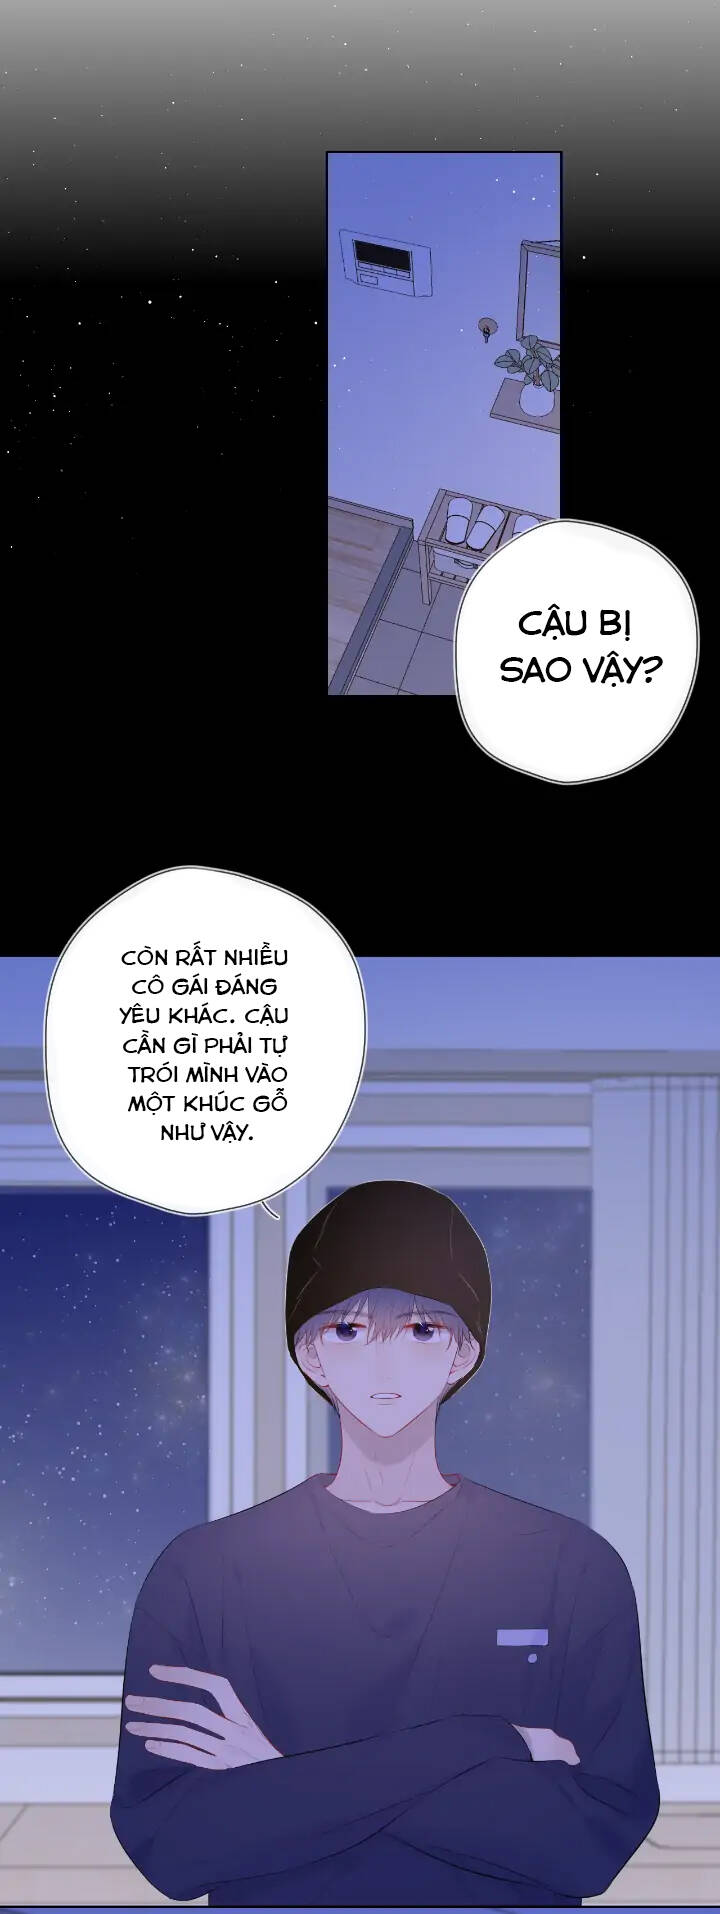 CẬU BỊ
SAO VẬY?
CÒN RẤT NHIỀU
CÔ GÁI ĐÁNG
YÊU KHÁC. CẬU
CẦN GÌ PHẢI TỰ
TRÓI MÌNH VÀO
MỘT KHÚC GỖ
NHƯ VẬY.